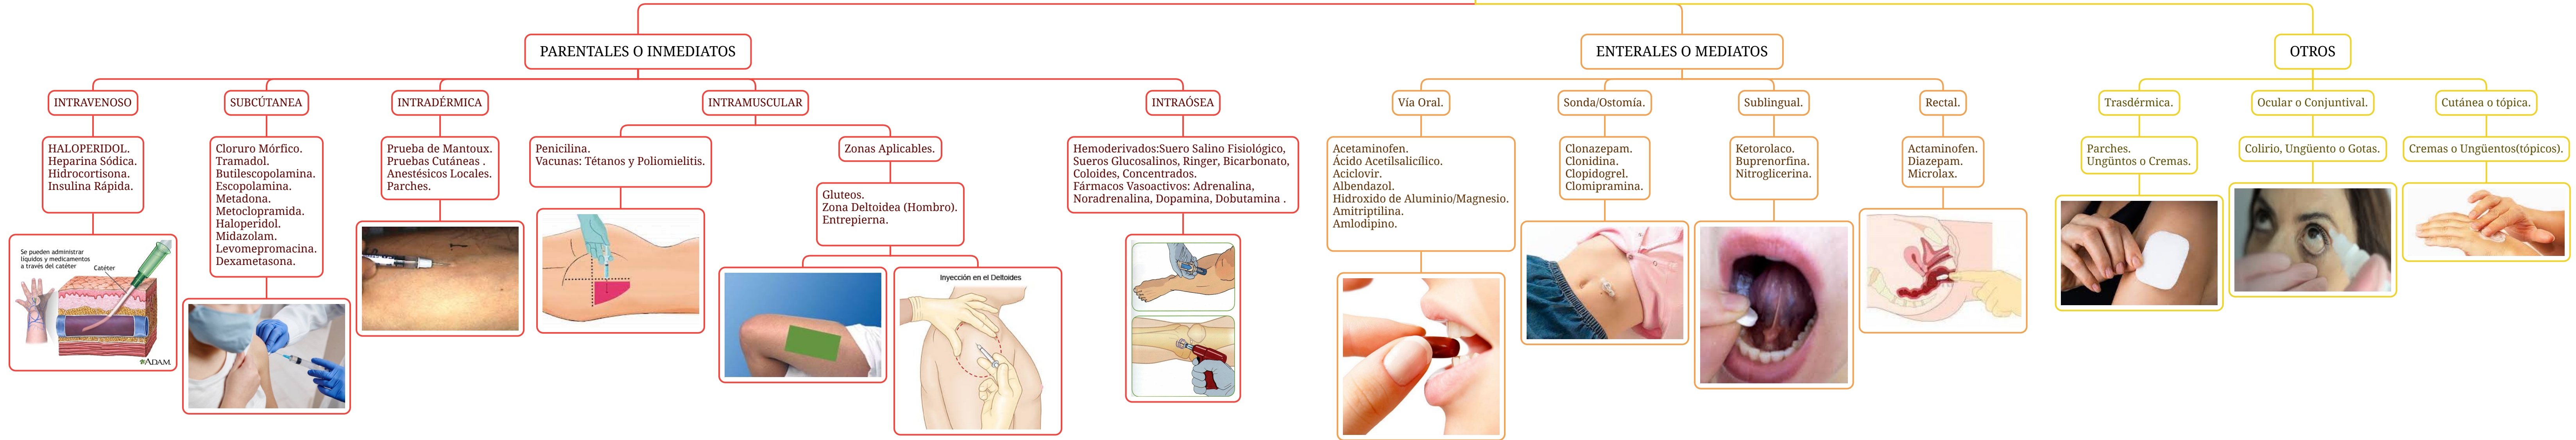 PARENTALES O INMEDIATOS
ENTERALES O MEDIATOS
OTROS
INTRAVENOSO
SUBCÚTANEA
INTRADÉRMICA
INTRAMUSCULAR
INTRAÓSEA
Vía Oral.
Sonda/Ostomía.
Sublingual.
Rectal.
Trasdérmica.
Ocular o Conjuntival.
Cutánea o tópica.
HALOPERIDOL.
Heparina Sódica.
Hidrocortisona.
Insulina Rápida.
Cloruro Mórfico.
Tramadol.
Butilescopolamina.
Escopolamina.
Metadona.
Metoclopramida.
Haloperidol.
Midazolam.
Levomepromacina.
Dexametasona.
Prueba de Mantoux.
Pruebas Cutáneas .
Anestésicos Locales.
Parches.
Penicilina.
Vacunas: Tétanos y Poliomielitis.
Zonas Aplicables.
Gluteos.
Zona Deltoidea (Hombro).
Entrepierna.
Hemoderivados:Suero Salino Fisiológico,
Sueros Glucosalinos, Ringer, Bicarbonato,
Coloides, Concentrados.
Fármacos Vasoactivos: Adrenalina,
Noradrenalina, Dopamina, Dobutamina .
Acetaminofen.
Ácido Acetilsalicílico.
Aciclovir.
Albendazol.
Hidroxido de Aluminio/Magnesio.
Amitriptilina.
Amlodipino.
Clonazepam.
Clonidina.
Clopidogrel.
Clomipramina.
Ketorolaco.
Buprenorfina.
Nitroglicerina.
Actaminofen.
Diazepam.
Microlax.
Parches.
Ungüntos o Cremas.
Colirio, Ungüento o Gotas.
Cremas o Ungüentos(tópicos).
Se pueden administrar
líquidos y medicamentos
a través del catéter
Catéter
ADAM.
Inyección en el Deltoides